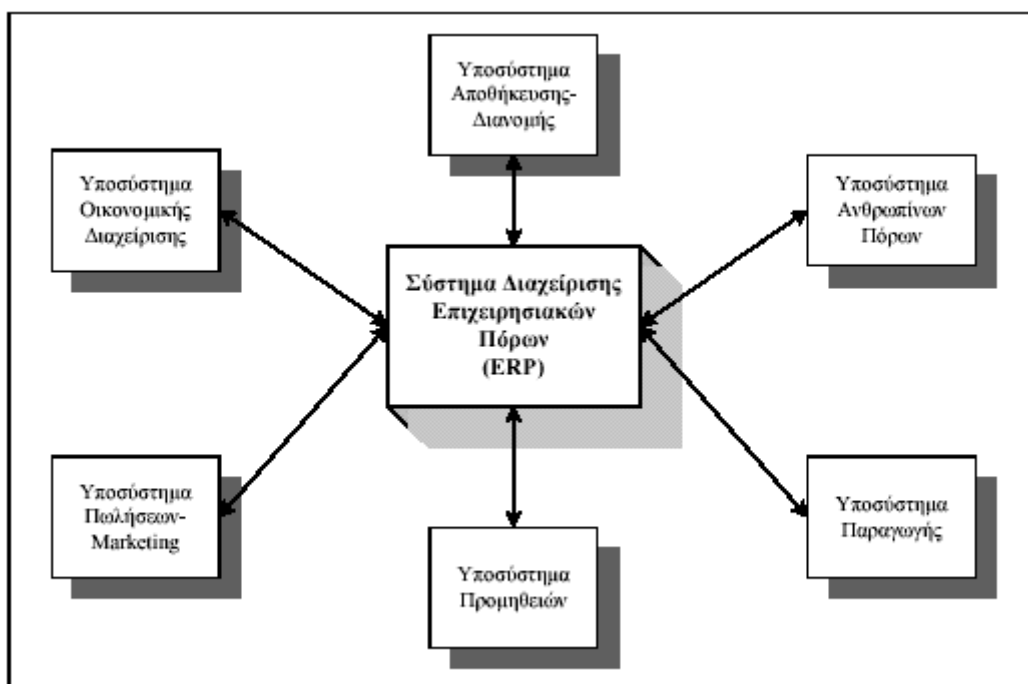 Υποσύστημα
Αποθήκευσης-
Διανομής
Υποσύστημα
Οικονομικής
Διαχείρισης
Υποσύστημα
Ανθρωπίνων
Πόρων
Σύστημα Διαχείρισης
Επιχειρησιακών
Πόρων
(ERP)
Υποσύστημα
Πωλήσεων-
Marketing
Υποσύστημα
Προμηθειών
Υποσύστημα
Παραγωγής